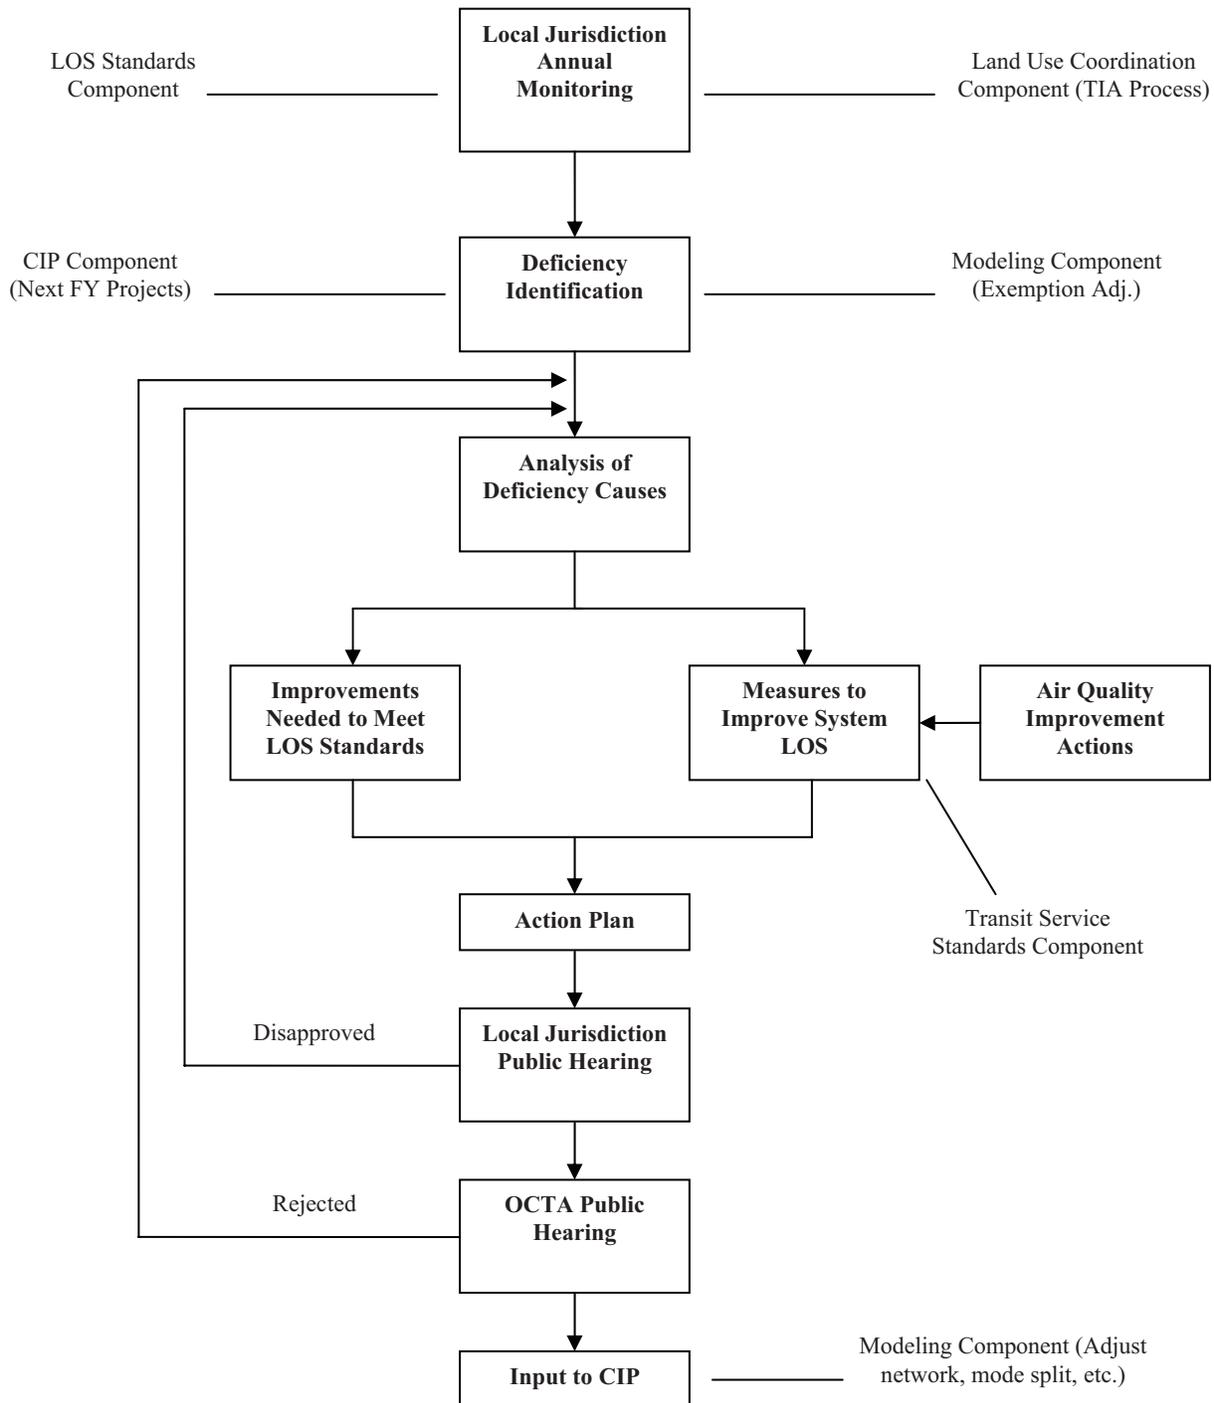 Local Jurisdiction
Annual
Monitoring
LOS Standards
Component
Land Use Coordination
Component (TIA Process)
CIP Component
(Next FY Projects)
Deficiency
Identification
Modeling Component
(Exemption Adj.)
Analysis of
Deficiency Causes
Improvements
Needed to Meet
LOS Standards
Measures to
Improve System
LOS
Air Quality
Improvement
Actions
Action Plan
Transit Service
Standards Component
Disapproved
Local Jurisdiction
Public Hearing
Rejected
OCTA Public
Hearing
Input to CIP
Modeling Component (Adjust
network, mode split, etc.)